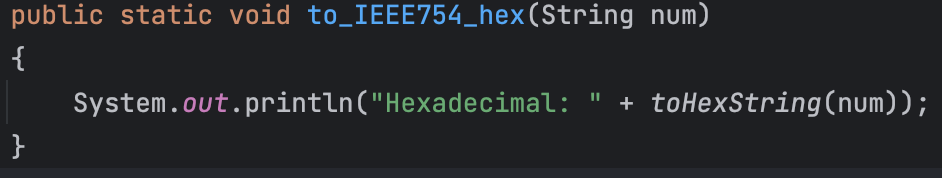 public static void to_IEEE754_hex(String num)
{
    System.out.println("Hexadecimal: " + toHexString(num));
}